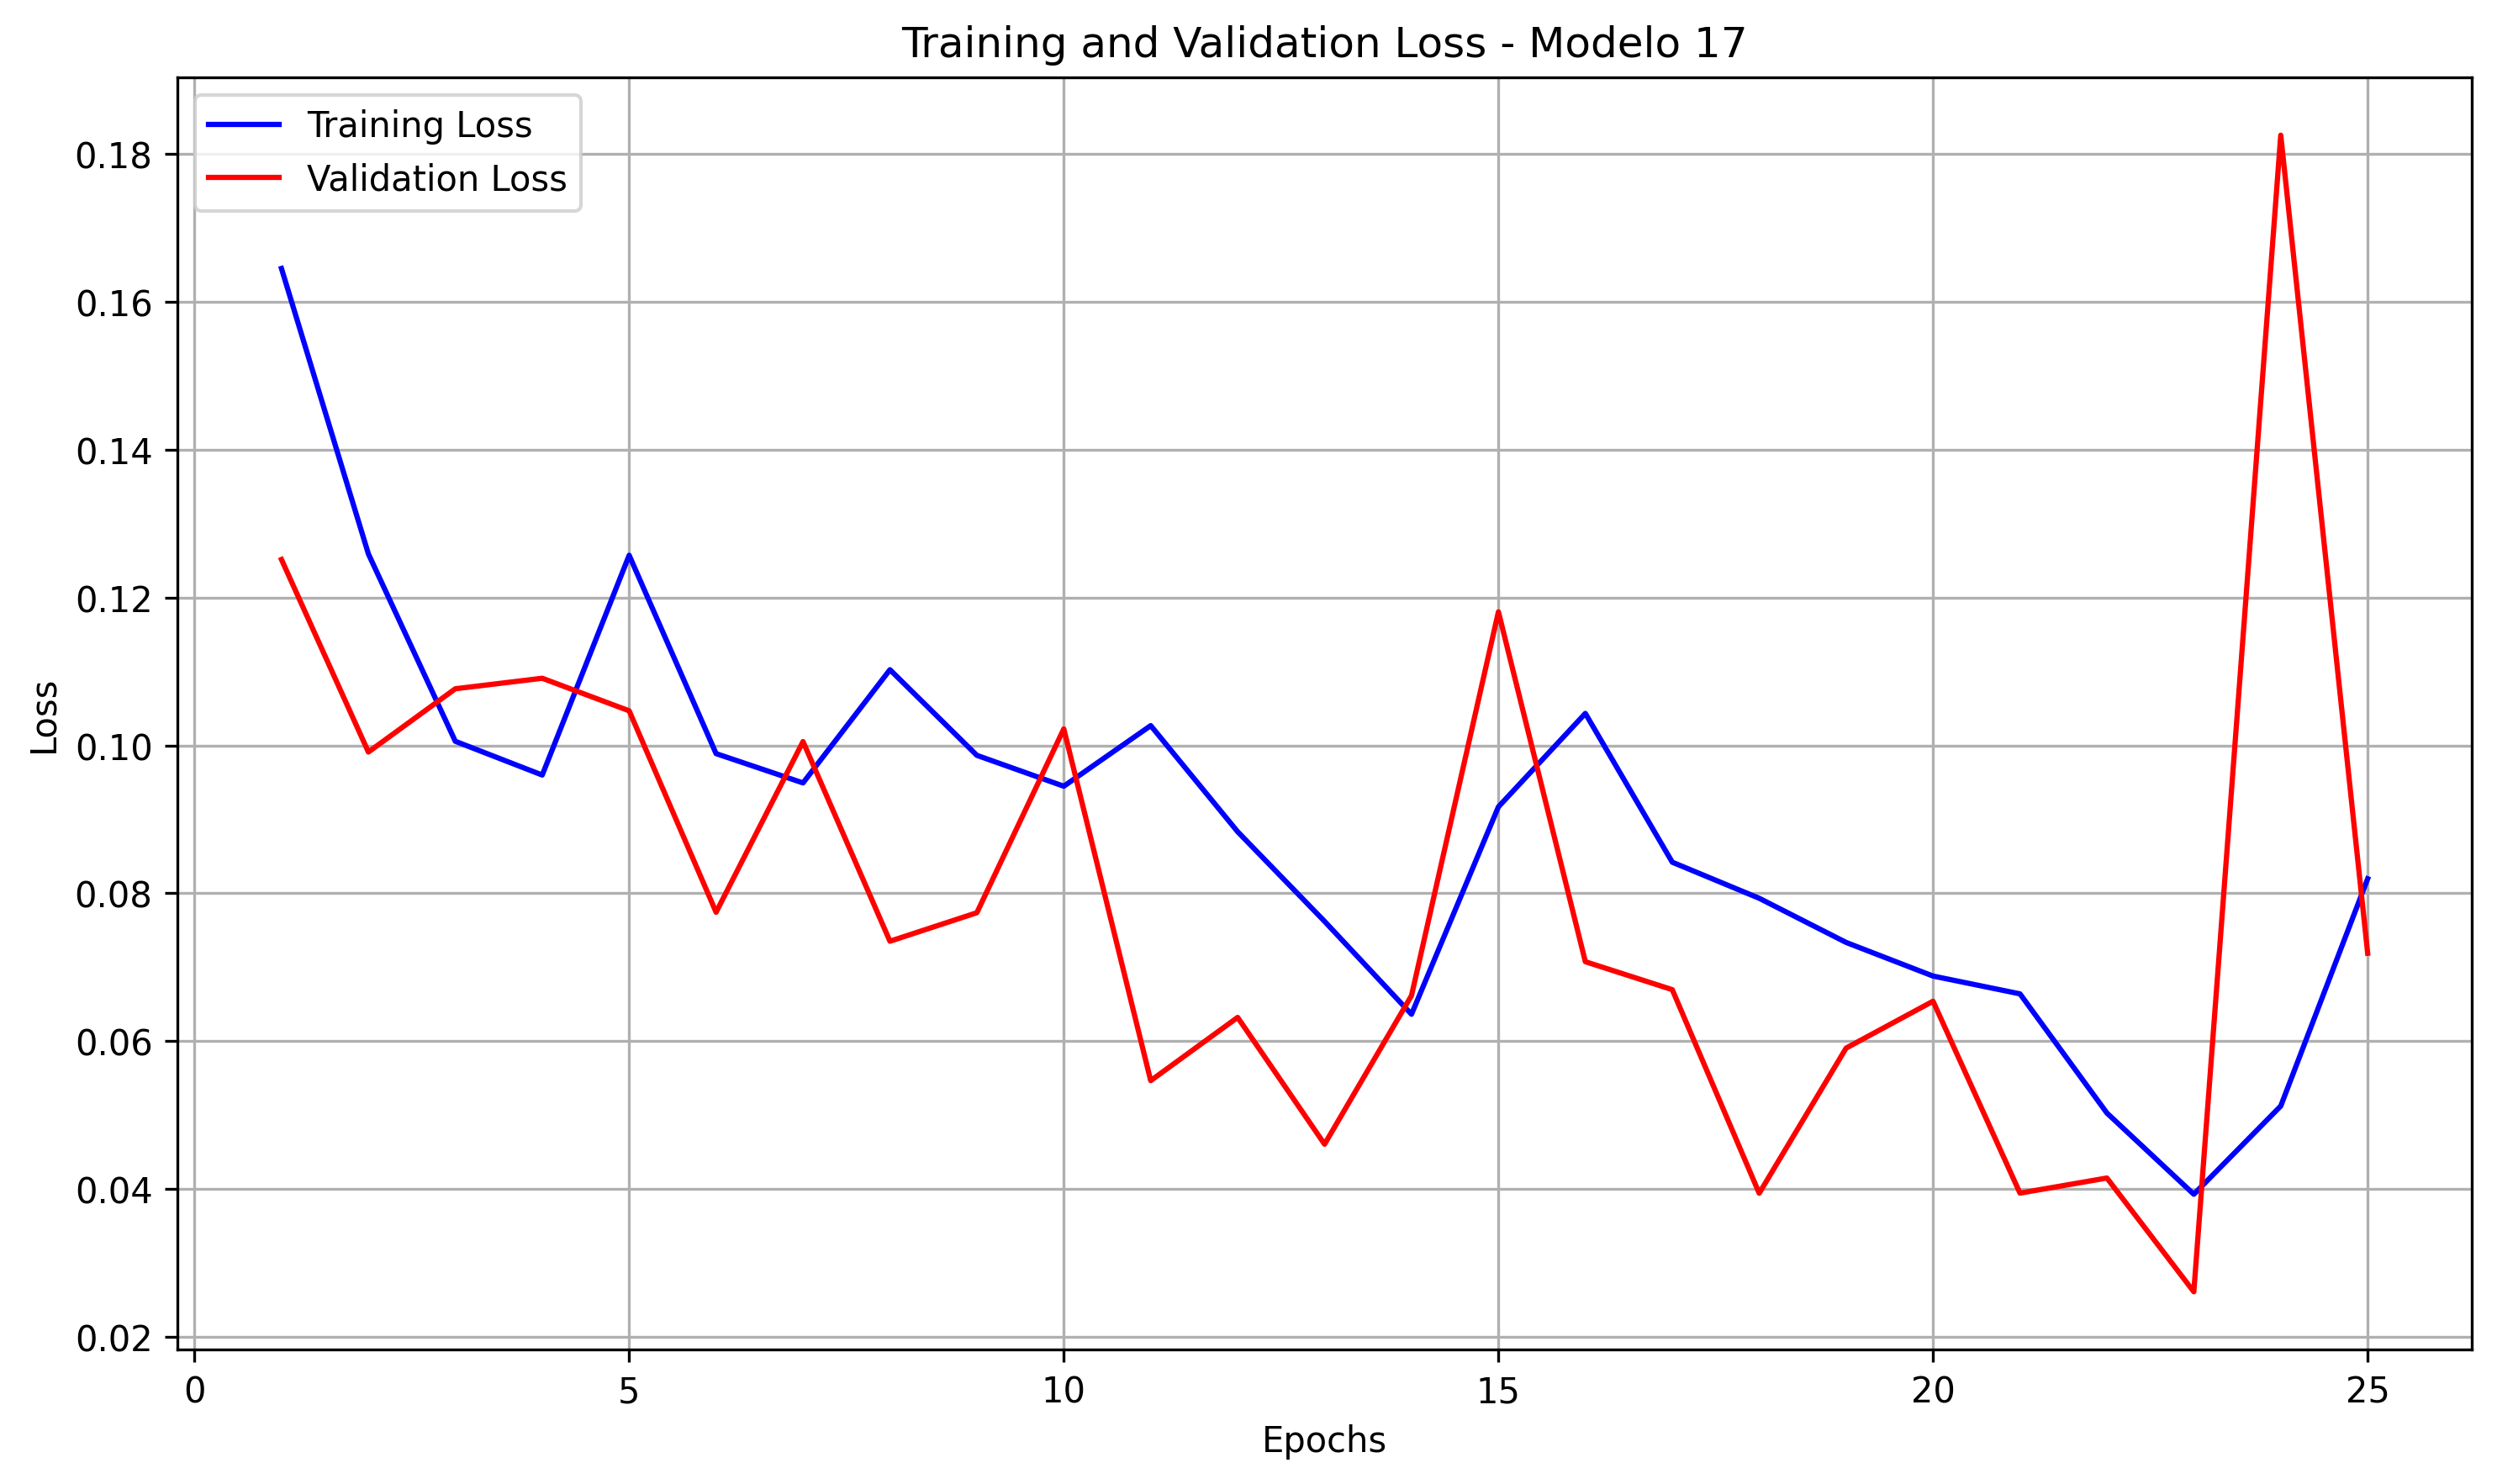 Training and Validation Loss - Modelo 17
Training Loss
Validation Loss
0.18
0.16
0.14
0.12
0.10
0.08
0.06
0.04
0.02
Loss
0 5 10 15 20 25
Epochs